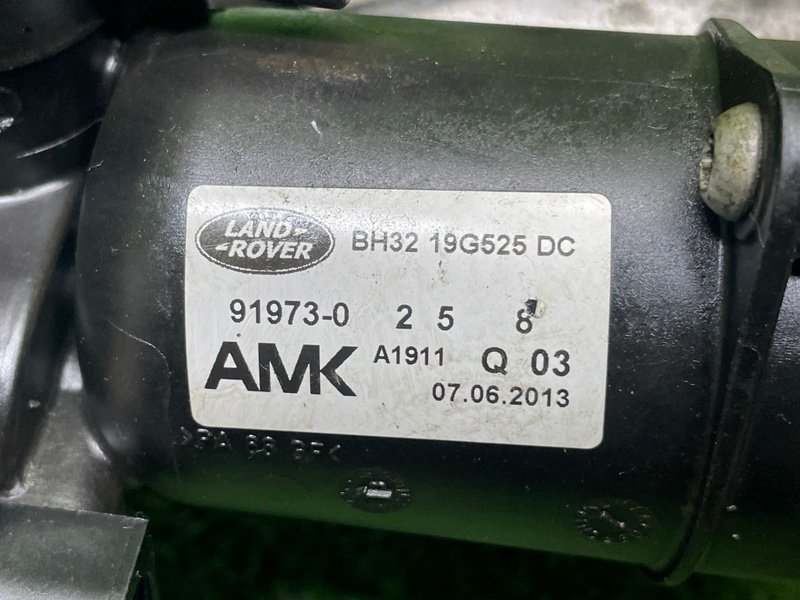 LAND-
-ROVER
BH32 19G525 DC
91973-0 2 5 8
AMK A1911 Q 03
07.06.2013